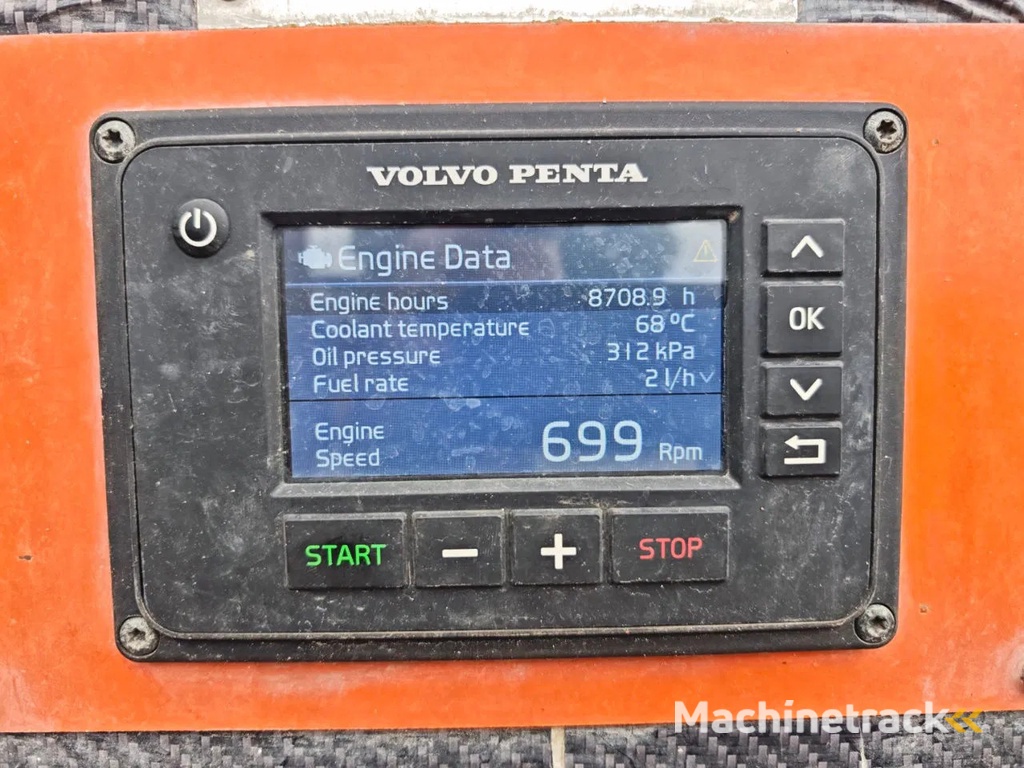 VOLVO PENTA
Engine Data
Engine hours 8708.9 h
Coolant temperature 68 ºC
Oil pressure 312 kPa
Fuel rate 2 l/h
Engine Speed 699 Rpm
OK
START − + STOP
Machinetrack